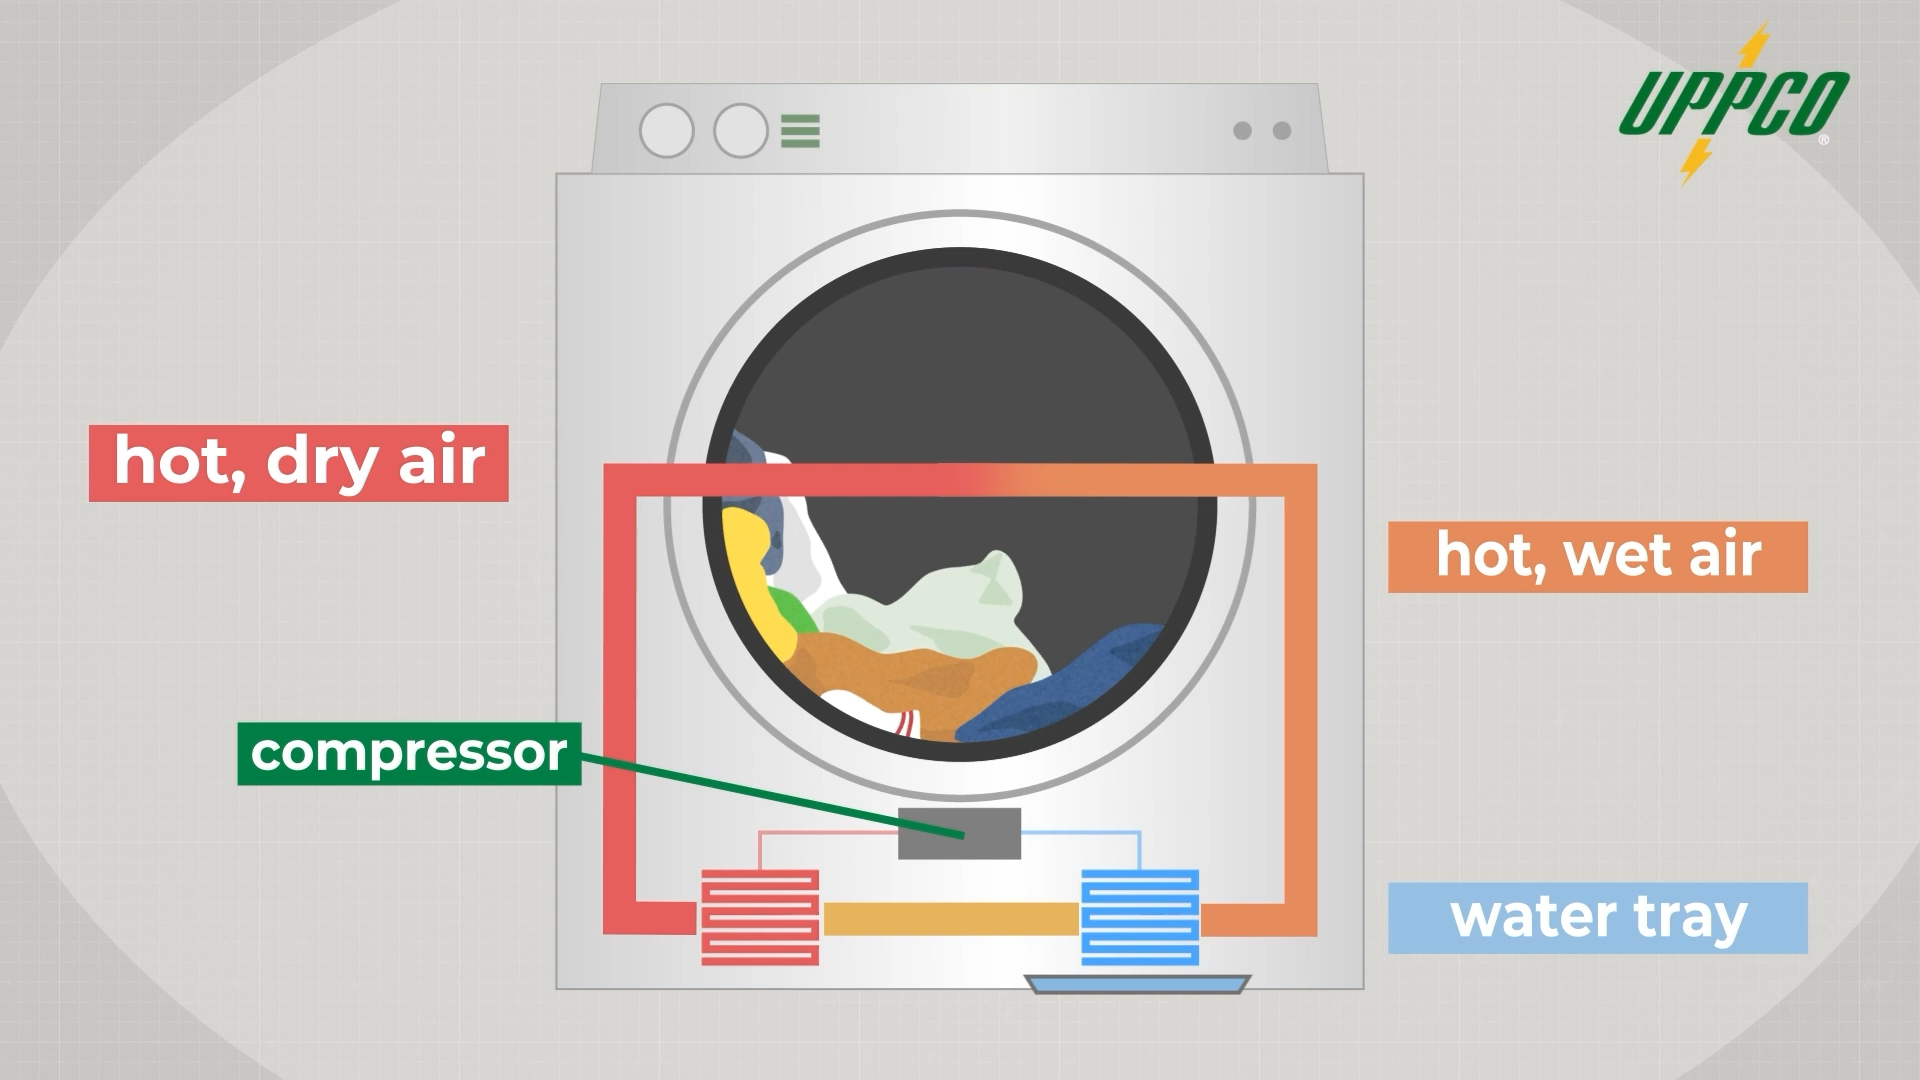 UPPCO
®
hot, dry air
hot, wet air
compressor
water tray